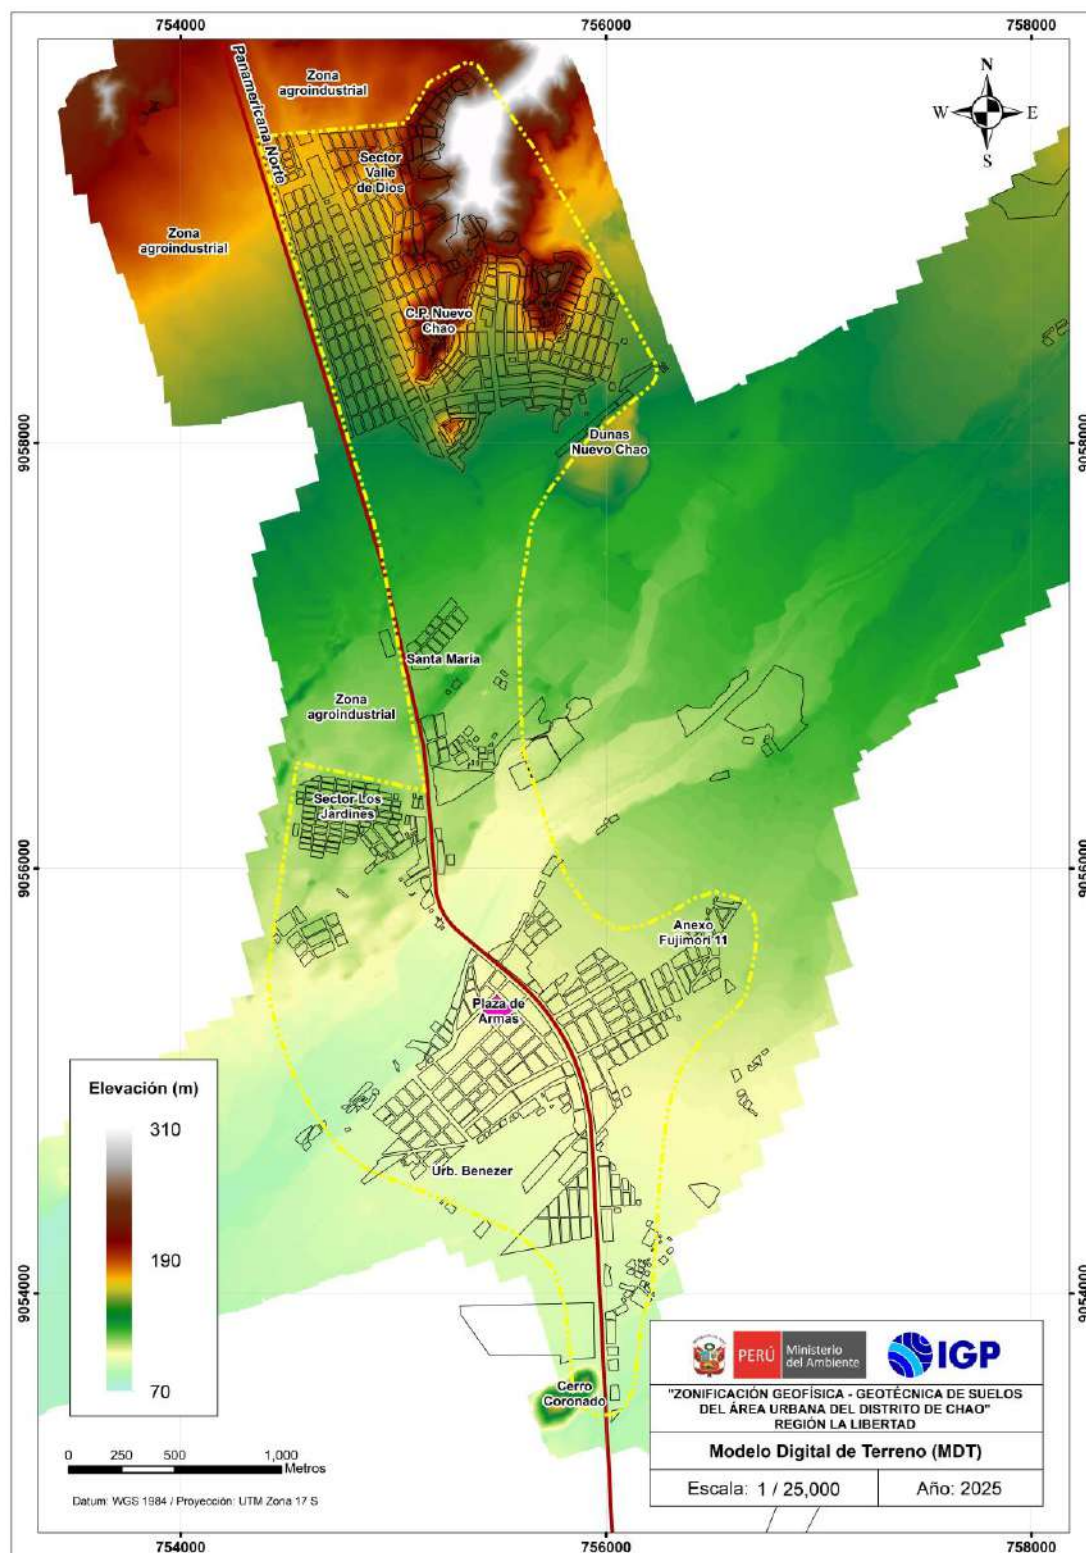 754000
756000
758000
Panamericana Norte
Zona
agroindustrial
N
W
E
S
Sector
Valle
de Dios
Zona
agroindustrial
C.P. Nuevo
Chao
9058000
9058000
Dunas
Nuevo Chao
Santa María
Zona
agroindustrial
Sector Los
Jardines
9056000
9056000
Anexo
Fujimori 11
Plaza de
Armas
Urb. Benezer
Elevación (m)
310
190
70
9054000
9054000
Cerro
Coronado
0
250
500
1,000
Metros
Datum: WGS 1984 / Proyección: UTM Zona 17 S
PERÚ
Ministerio
del Ambiente
IGP
"ZONIFICACIÓN GEOFÍSICA - GEOTÉCNICA DE SUELOS
DEL ÁREA URBANA DEL DISTRITO DE CHAO"
REGIÓN LA LIBERTAD
Modelo Digital de Terreno (MDT)
Escala: 1 / 25,000
Año: 2025
754000
756000
758000